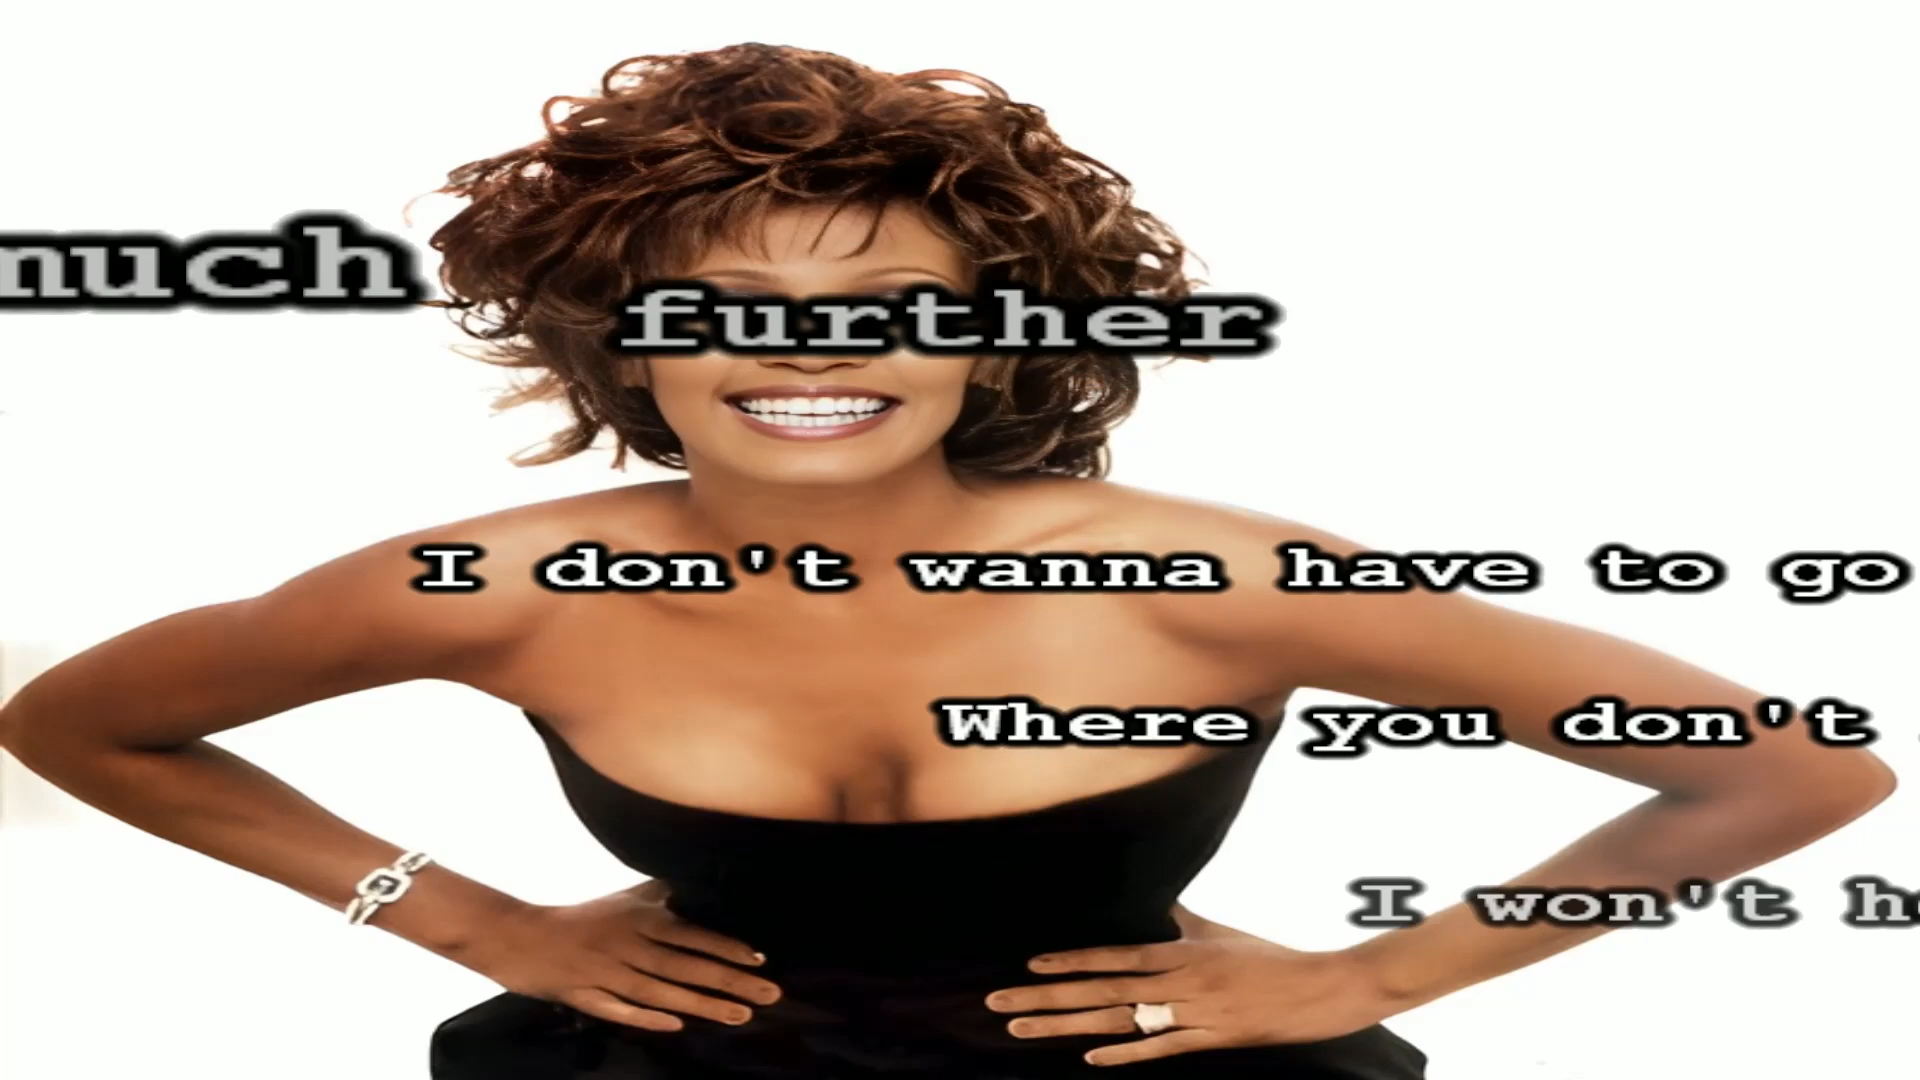 much
further
I don't wanna have to go
Where you don't
I won't